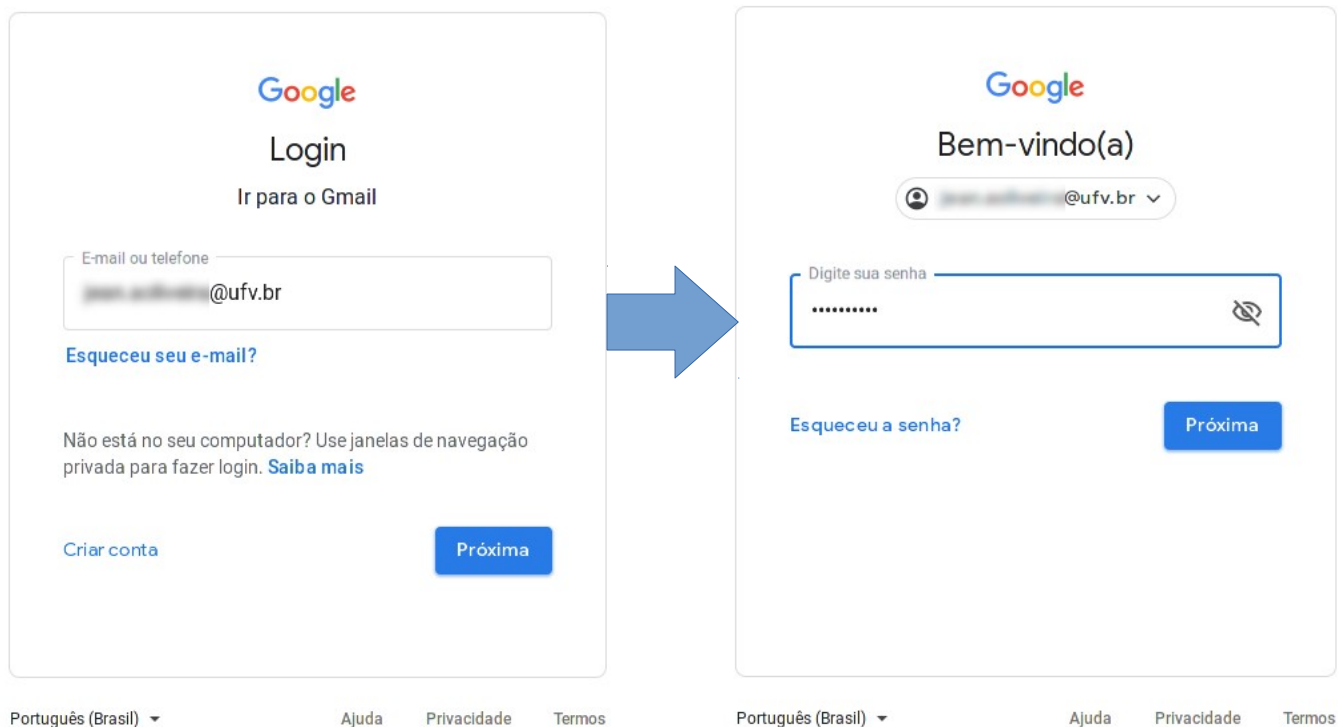 Google
Login
Ir para o Gmail
E-mail ou telefone
@ufv.br
Esqueceu seu e-mail?
Não está no seu computador? Use janelas de navegação
privada para fazer login. Saiba mais
Criar conta
Próxima
Português (Brasil)
Ajuda
Privacidade
Termos
Google
Bem-vindo(a)
@ufv.br
Digite sua senha
••••••••••
Esqueceu a senha?
Próxima
Português (Brasil)
Ajuda
Privacidade
Termos